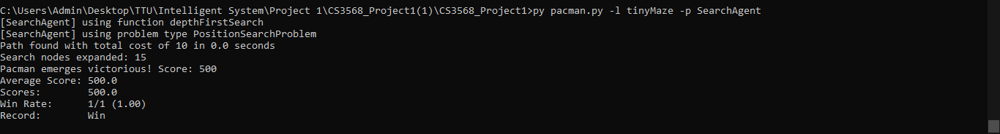 C:\Users\Admin\Desktop\TTU\Intelligent System\Project 1\CS3568_Project1(1)\CS3568_Project1>py pacman.py -l tinyMaze -p SearchAgent
[SearchAgent] using function depthFirstSearch
[SearchAgent] using problem type PositionSearchProblem
Path found with total cost of 10 in 0.0 seconds
Search nodes expanded: 15
Pacman emerges victorious! Score: 500
Average Score: 500.0
Scores:        500.0
Win Rate:      1/1 (1.00)
Record:        Win